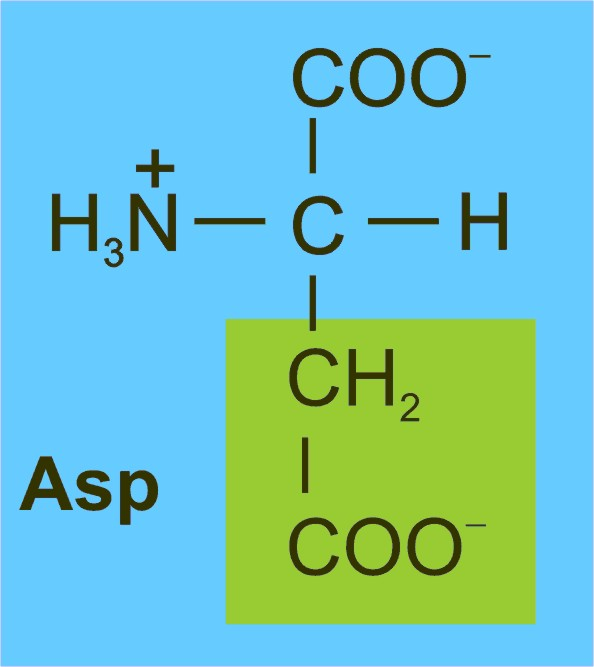 COO⁻
+
H₃N — C — H
CH₂
Asp
COO⁻